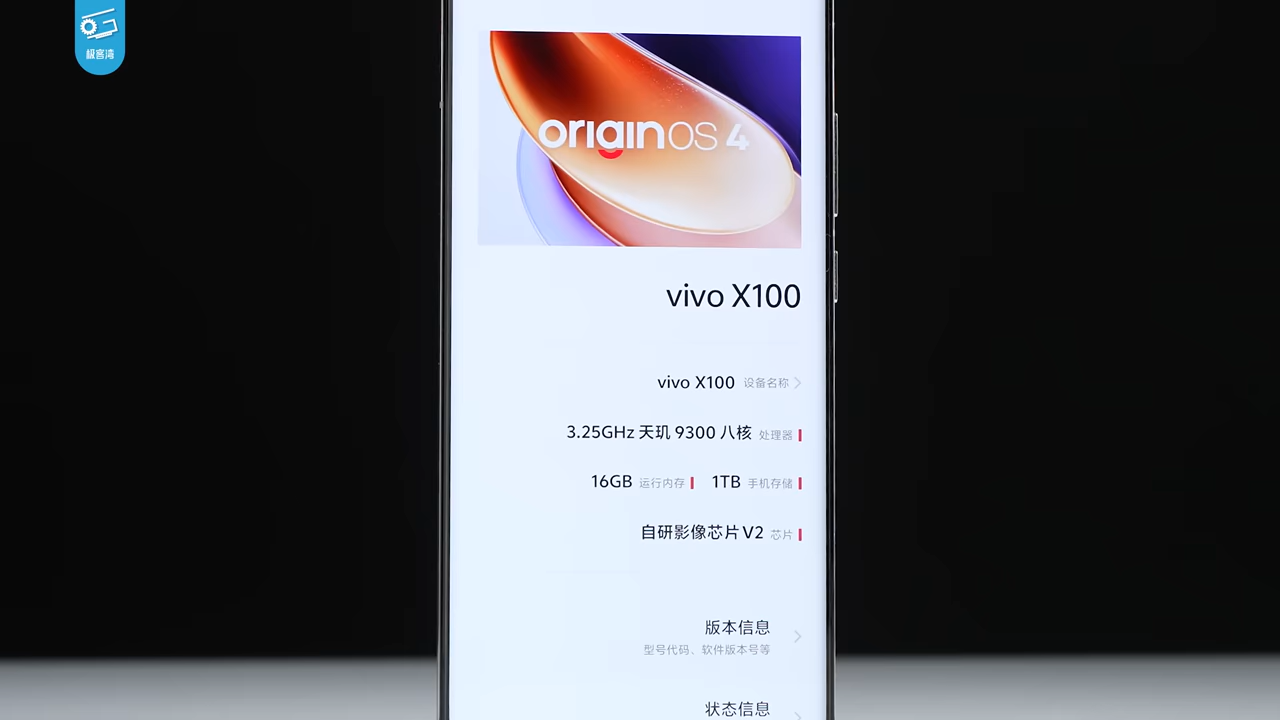 极客湾
originOS 4
vivo X100
vivo X100 设备名称
3.25GHz 天玑 9300 八核 处理器
16GB 运行内存 1TB 手机存储
自研影像芯片V2 芯片
版本信息
型号代码、软件版本号等
状态信息